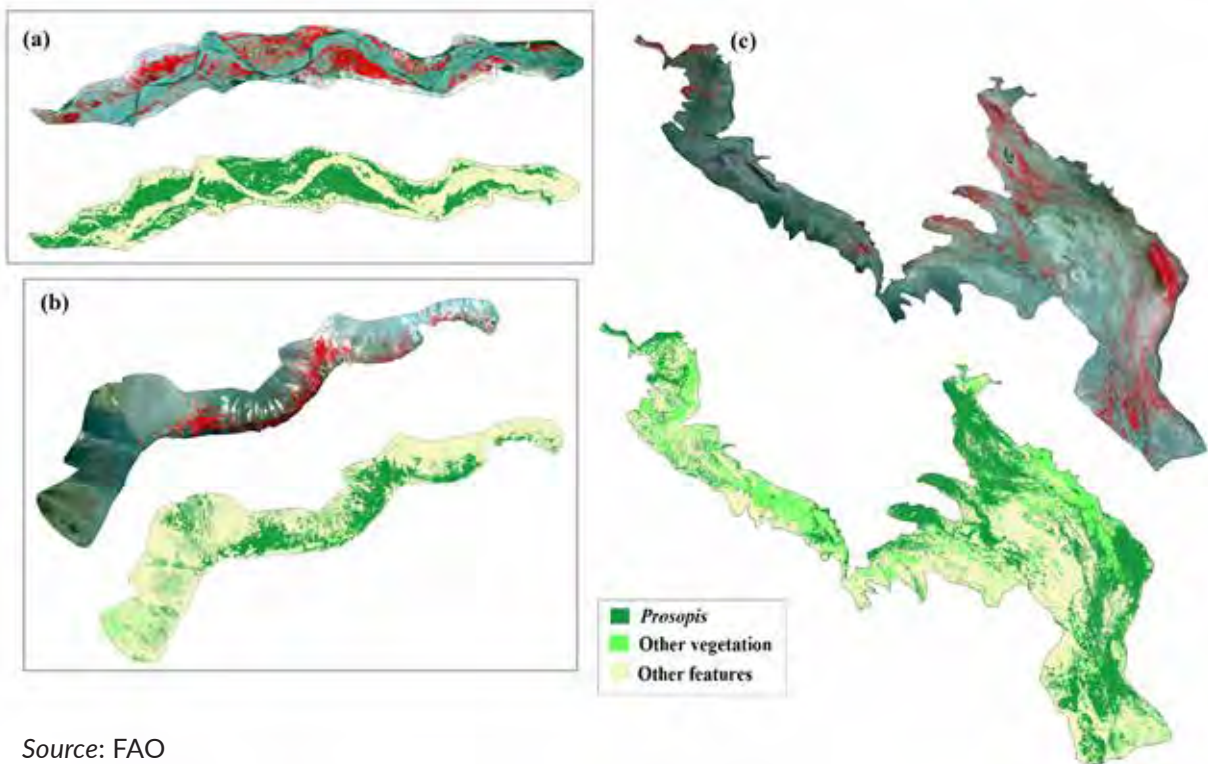 (a)
(b)
(c)
Prosopis
Other vegetation
Other features
Source: FAO